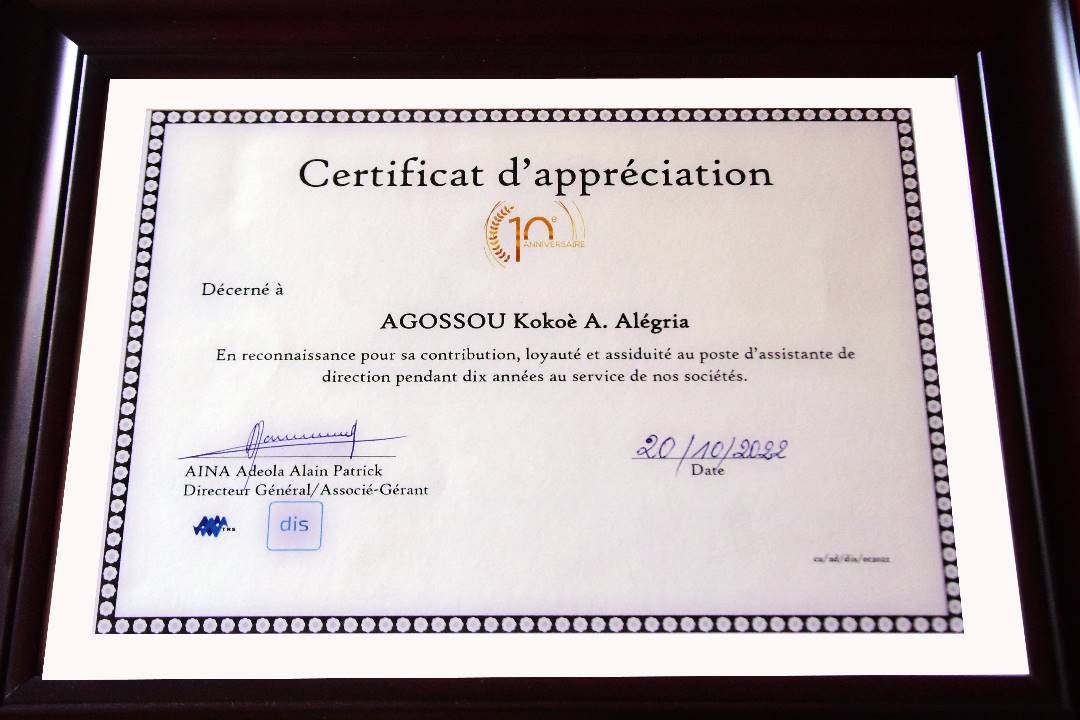 Certificat d'appréciation
10e
ANNIVERSAIRE
Décerné à
AGOSSOU Kokoè A. Alégria
En reconnaissance pour sa contribution, loyauté et assiduité au poste d'assistante de
direction pendant dix années au service de nos sociétés.
20/10/2022
AINA Adeola Alain Patrick
Date
Directeur Général/Associé-Gérant
TRS
dis